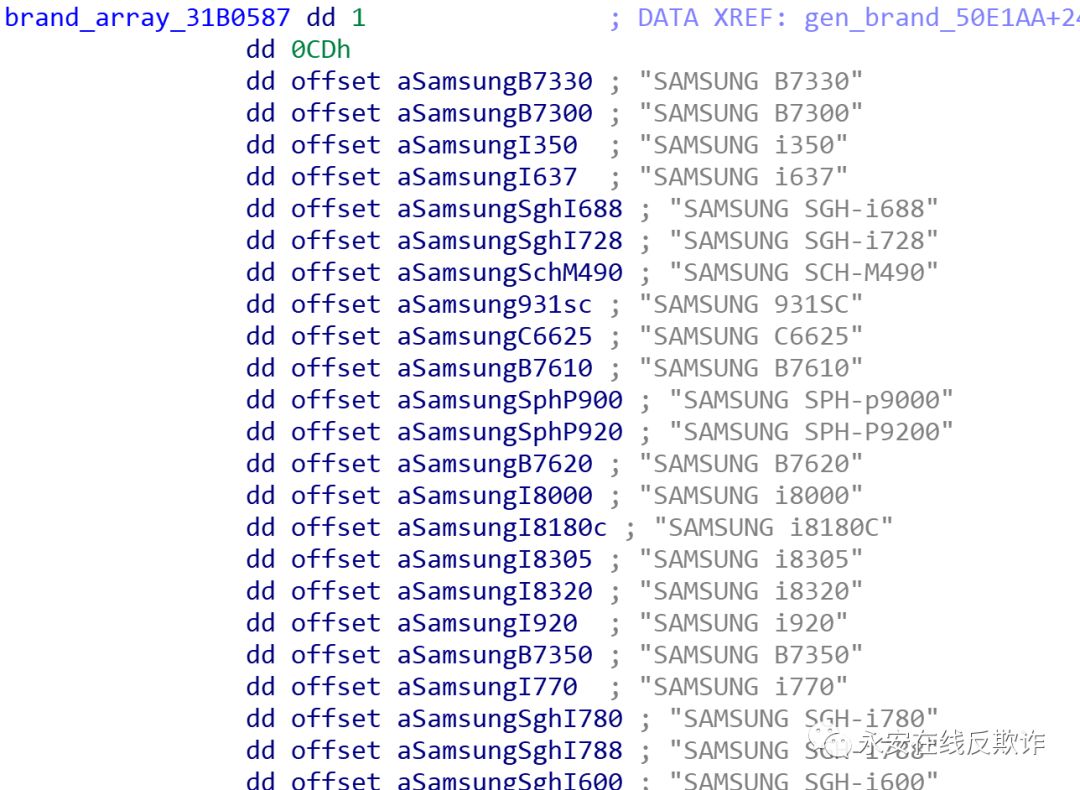 brand_array_31B0587 dd 1 ; DATA XREF: gen_brand_50E1AA+24
dd 0CDh
dd offset aSamsungB7330 ; "SAMSUNG B7330"
dd offset aSamsungB7300 ; "SAMSUNG B7300"
dd offset aSamsungI350 ; "SAMSUNG i350"
dd offset aSamsungI637 ; "SAMSUNG i637"
dd offset aSamsungSghI688 ; "SAMSUNG SGH-i688"
dd offset aSamsungSghI728 ; "SAMSUNG SGH-i728"
dd offset aSamsungSchM490 ; "SAMSUNG SCH-M490"
dd offset aSamsung931sc ; "SAMSUNG 931SC"
dd offset aSamsungC6625 ; "SAMSUNG C6625"
dd offset aSamsungB7610 ; "SAMSUNG B7610"
dd offset aSamsungSphP900 ; "SAMSUNG SPH-p9000"
dd offset aSamsungSphP920 ; "SAMSUNG SPH-P9200"
dd offset aSamsungB7620 ; "SAMSUNG B7620"
dd offset aSamsungI8000 ; "SAMSUNG i8000"
dd offset aSamsungI8180c ; "SAMSUNG i8180C"
dd offset aSamsungI8305 ; "SAMSUNG i8305"
dd offset aSamsungI8320 ; "SAMSUNG i8320"
dd offset aSamsungI920 ; "SAMSUNG i920"
dd offset aSamsungB7350 ; "SAMSUNG B7350"
dd offset aSamsungI770 ; "SAMSUNG i770"
dd offset aSamsungSghI780 ; "SAMSUNG SGH-i780"
dd offset aSamsungSghI788 ; "SAMSUNG SGH-i788"
永安在线反欺诈
dd offset aSamsungSghI600 ; "SAMSUNG SGH-i600"